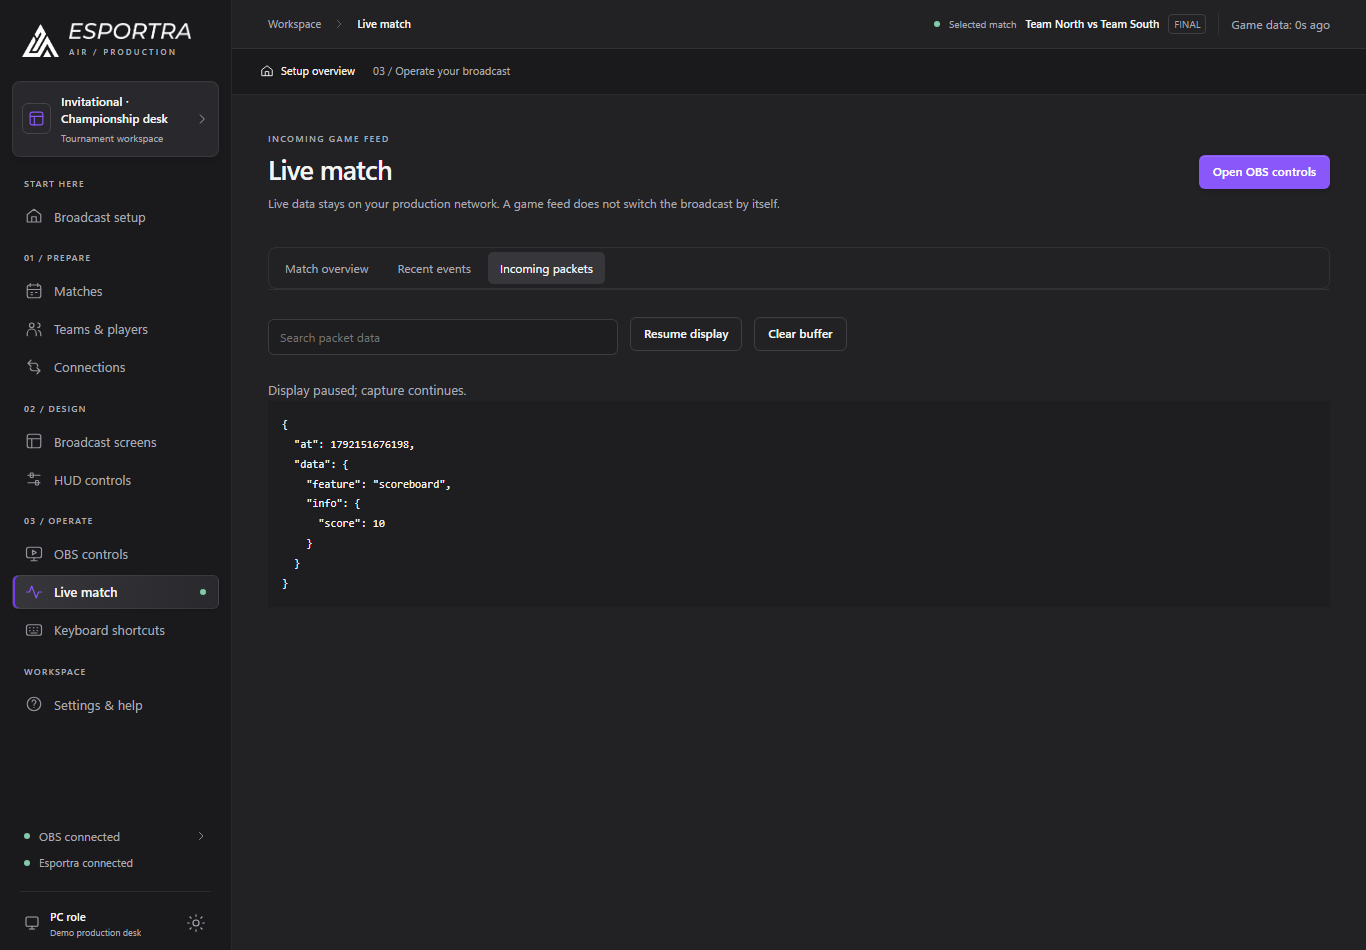 ESPORTRA
AIR / PRODUCTION
Invitational ·
Championship desk
Tournament workspace
START HERE
Broadcast setup
01 / PREPARE
Matches
Teams & players
Connections
02 / DESIGN
Broadcast screens
HUD controls
03 / OPERATE
OBS controls
Live match
Keyboard shortcuts
WORKSPACE
Settings & help
OBS connected
Esportra connected
PC role
Demo production desk
Workspace
Live match
Selected match
Team North vs Team South
FINAL
Game data: 0s ago
Setup overview
03 / Operate your broadcast
INCOMING GAME FEED
Live match
Open OBS controls
Live data stays on your production network. A game feed does not switch the broadcast by itself.
Match overview
Recent events
Incoming packets
Search packet data
Resume display
Clear buffer
Display paused; capture continues.
{
"at": 1792151676198,
"data": {
"feature": "scoreboard",
"info": {
"score": 10
}
}
}